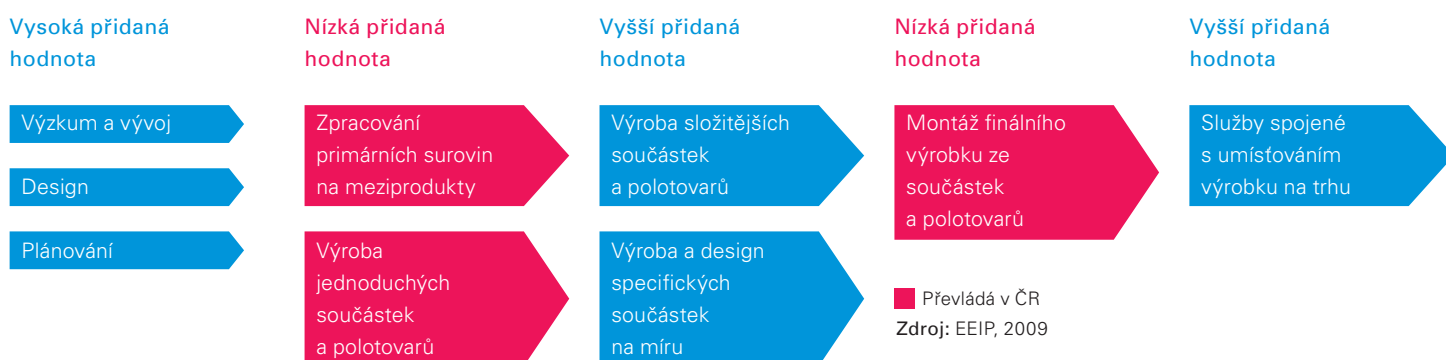 Vysoká přidaná
hodnota
Výzkum a vývoj
Design
Plánování
Nízká přidaná
hodnota
Zpracování
primárních surovin
na meziprodukty
Výroba
jednoduchých
součástek
a polotovarů
Vyšší přidaná
hodnota
Výroba složitějších
součástek
a polotovarů
Výroba a design
specifických
součástek
na míru
Nízká přidaná
hodnota
Montáž finálního
výrobku ze
součástek
a polotovarů
Převládá v ČR
Zdroj: EEIP, 2009
Vyšší přidaná
hodnota
Služby spojené
s umísťováním
výrobku na trhu